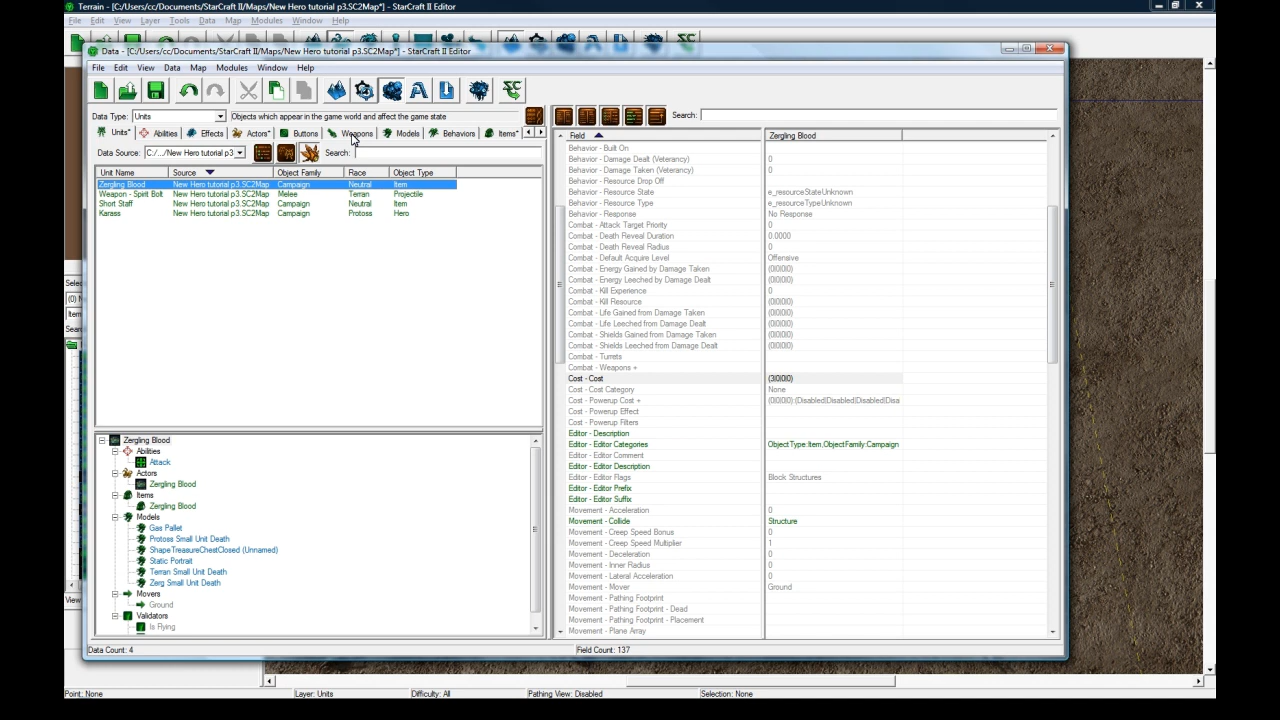 Terrain - [C:/Users/cc/Documents/StarCraft II/Maps/New Hero tutorial p3.SC2Map*] - StarCraft II Editor
File Edit View Layer Tools Data Map Modules Window Help
Data - [C:/Users/cc/Documents/StarCraft II/Maps/New Hero tutorial p3.SC2Map*] - StarCraft II Editor
File Edit View Data Map Modules Window Help
Data Type: Units Objects which appear in the game world and affect the game state
Units* Abilities Effects Actors* Buttons Weapons Models Behaviors Items*
Data Source: C:/.../New Hero tutorial p3 Search:
Unit Name Source Object Family Race Object Type
Zergling Blood New Hero tutorial p3.SC2Map Campaign Neutral Item
Weapon - Spirit Bolt New Hero tutorial p3.SC2Map Melee Terran Projectile
Short Staff New Hero tutorial p3.SC2Map Campaign Neutral Item
Karass New Hero tutorial p3.SC2Map Campaign Protoss Hero
Zergling Blood
Abilities
Attack
Actors
Zergling Blood
Items
Zergling Blood
Models
Gas Pallet
Protoss Small Unit Death
ShapeTreasureChestClosed (Unnamed)
Static Portrait
Terran Small Unit Death
Zerg Small Unit Death
Movers
Ground
Validators
Is Flying
Data Count: 4
Search:
Field Zergling Blood
Behavior - Built On
Behavior - Damage Dealt (Veterancy) 0
Behavior - Damage Taken (Veterancy) 0
Behavior - Resource Drop Off
Behavior - Resource State e_resourceStateUnknown
Behavior - Resource Type e_resourceTypeUnknown
Behavior - Response No Response
Combat - Attack Target Priority 0
Combat - Death Reveal Duration 0.0000
Combat - Death Reveal Radius 0
Combat - Default Acquire Level Offensive
Combat - Energy Gained by Damage Taken (0|0|0|0)
Combat - Energy Leeched by Damage Dealt (0|0|0|0)
Combat - Kill Experience 0
Combat - Kill Resource (0|0|0|0)
Combat - Life Gained from Damage Taken (0|0|0|0)
Combat - Life Leeched from Damage Dealt (0|0|0|0)
Combat - Shields Gained from Damage Taken (0|0|0|0)
Combat - Shields Leeched from Damage Dealt (0|0|0|0)
Combat - Turrets
Combat - Weapons +
Cost - Cost (3|0|0|0)
Cost - Cost Category None
Cost - Powerup Cost + (0|0|0|0):(Disabled|Disabled|Disabled|Disa
Cost - Powerup Effect
Cost - Powerup Filters
Editor - Description
Editor - Editor Categories ObjectType:Item,ObjectFamily:Campaign
Editor - Editor Comment
Editor - Editor Description
Editor - Editor Flags Block Structures
Editor - Editor Prefix
Editor - Editor Suffix
Movement - Acceleration 0
Movement - Collide Structure
Movement - Creep Speed Bonus 0
Movement - Creep Speed Multiplier 1
Movement - Deceleration 0
Movement - Inner Radius 0
Movement - Lateral Acceleration 0
Movement - Mover Ground
Movement - Pathing Footprint
Movement - Pathing Footprint - Dead
Movement - Pathing Footprint - Placement
Movement - Plane Array
Field Count: 137
Point: None Layer: Units Difficulty: All Pathing View: Disabled Selection: None